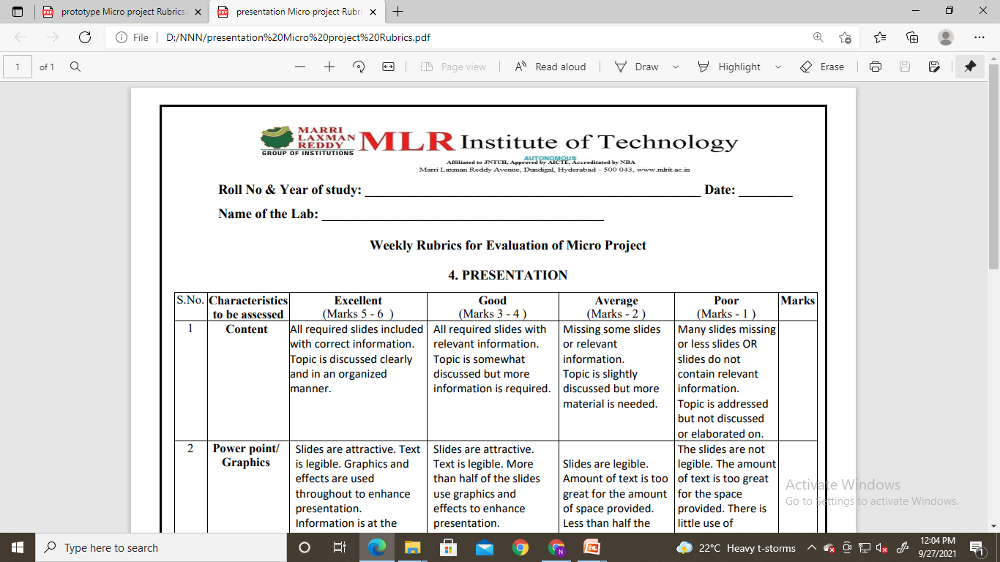 prototype Micro project Rubrics.
presentation Micro project Rubri
File
D:/NNN/presentation%20Micro%20project%20Rubrics.pdf
1
of 1
Page view
Read aloud
Draw
Highlight
Erase
MARRI
LAXMAN
REDDY
GROUP OF INSTITUTIONS
MLR Institute of Technology
AUTONOMOUS
Affiliated to JNTUH, Approved by AICTE, Accreditated by NBA
Marri Laxman Reddy Avenue, Dundigal, Hyderabad - 500 043, www.mlrit.ac.in
Roll No & Year of study: ___ Date: ___
Name of the Lab: ___
Weekly Rubrics for Evaluation of Micro Project
4. PRESENTATION
S.No.
Characteristics
to be assessed
Excellent
(Marks 5 - 6 )
Good
(Marks 3 - 4 )
Average
(Marks - 2 )
Poor
(Marks - 1 )
Marks
1
Content
All required slides included
with correct information.
Topic is discussed clearly
and in an organized
manner.
All required slides with
relevant information.
Topic is somewhat
discussed but more
information is required.
Missing some slides
or relevant
information.
Topic is slightly
discussed but more
material is needed.
Many slides missing
or less slides OR
slides do not
contain relevant
information.
Topic is addressed
but not discussed
or elaborated on.
2
Power point/
Graphics
Slides are attractive. Text
is legible. Graphics and
effects are used
throughout to enhance
presentation.
Information is at the
Slides are attractive.
Text is legible. More
than half of the slides
use graphics and
effects to enhance
presentation.
Slides are legible.
Amount of text is too
great for the amount
of space provided.
Less than half the
The slides are not
legible. The amount
of text is too great
for the space
provided. There is
little use of
Activate Windows
Go to Settings to activate Windows.
Type here to search
22°C Heavy t-storms
12:04 PM
9/27/2021
1